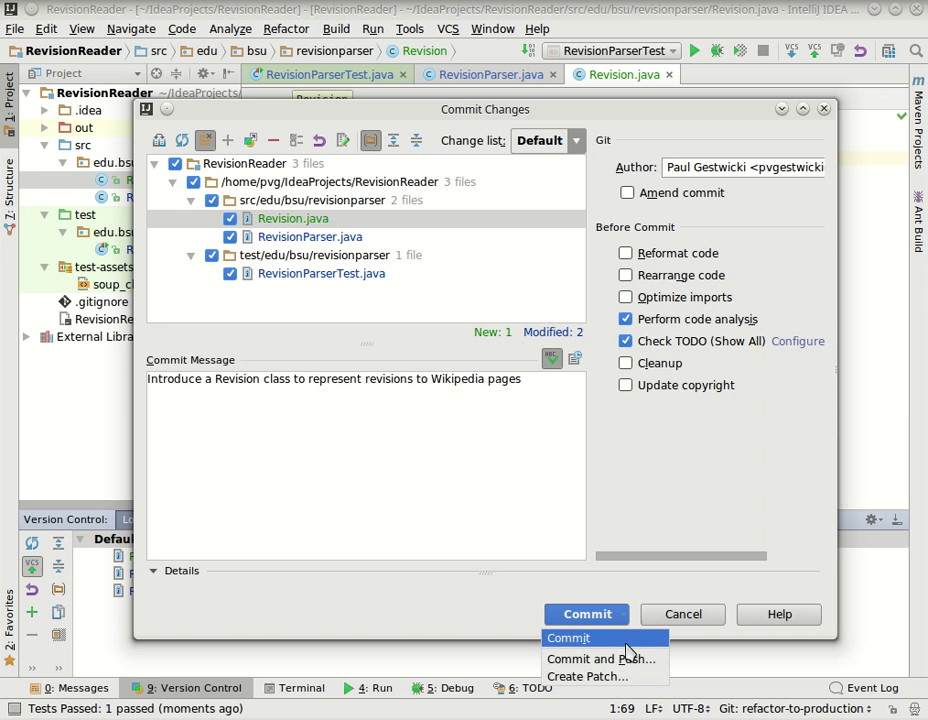 RevisionReader - [~/IdeaProjects/RevisionReader] - [RevisionReader] - ~/IdeaProjects/RevisionReader/src/edu/bsu/revisionparser/Revision.java - IntelliJ IDEA ...
File Edit View Navigate Code Analyze Refactor Build Run Tools VCS Window Help
RevisionReader src edu bsu revisionparser Revision RevisionParserTest
Project RevisionParserTest.java RevisionParser.java Revision.java
1: Project
7: Structure
2: Favorites
RevisionReader ~/IdeaProjects/
.idea
out
src
edu.bs
test
edu.bs
test-assets
soup_cl
.gitignore
RevisionRe
External Libra
Revision
Maven Projects
Ant Build
Commit Changes
Change list: Default
RevisionReader 3 files
/home/pvg/IdeaProjects/RevisionReader 3 files
src/edu/bsu/revisionparser 2 files
Revision.java
RevisionParser.java
test/edu/bsu/revisionparser 1 file
RevisionParserTest.java
New: 1 Modified: 2
Commit Message
Introduce a Revision class to represent revisions to Wikipedia pages
Details
Git
Author: Paul Gestwicki <pvgestwicki
Amend commit
Before Commit
Reformat code
Rearrange code
Optimize imports
Perform code analysis
Check TODO (Show All) Configure
Cleanup
Update copyright
Commit Cancel Help
Commit
Commit and Push...
Create Patch...
Version Control: Lo
Defaul
0: Messages 9: Version Control Terminal 4: Run 5: Debug 6: TODO Event Log
Tests Passed: 1 passed (moments ago) 1:69 LF÷ UTF-8÷ Git: refactor-to-production÷